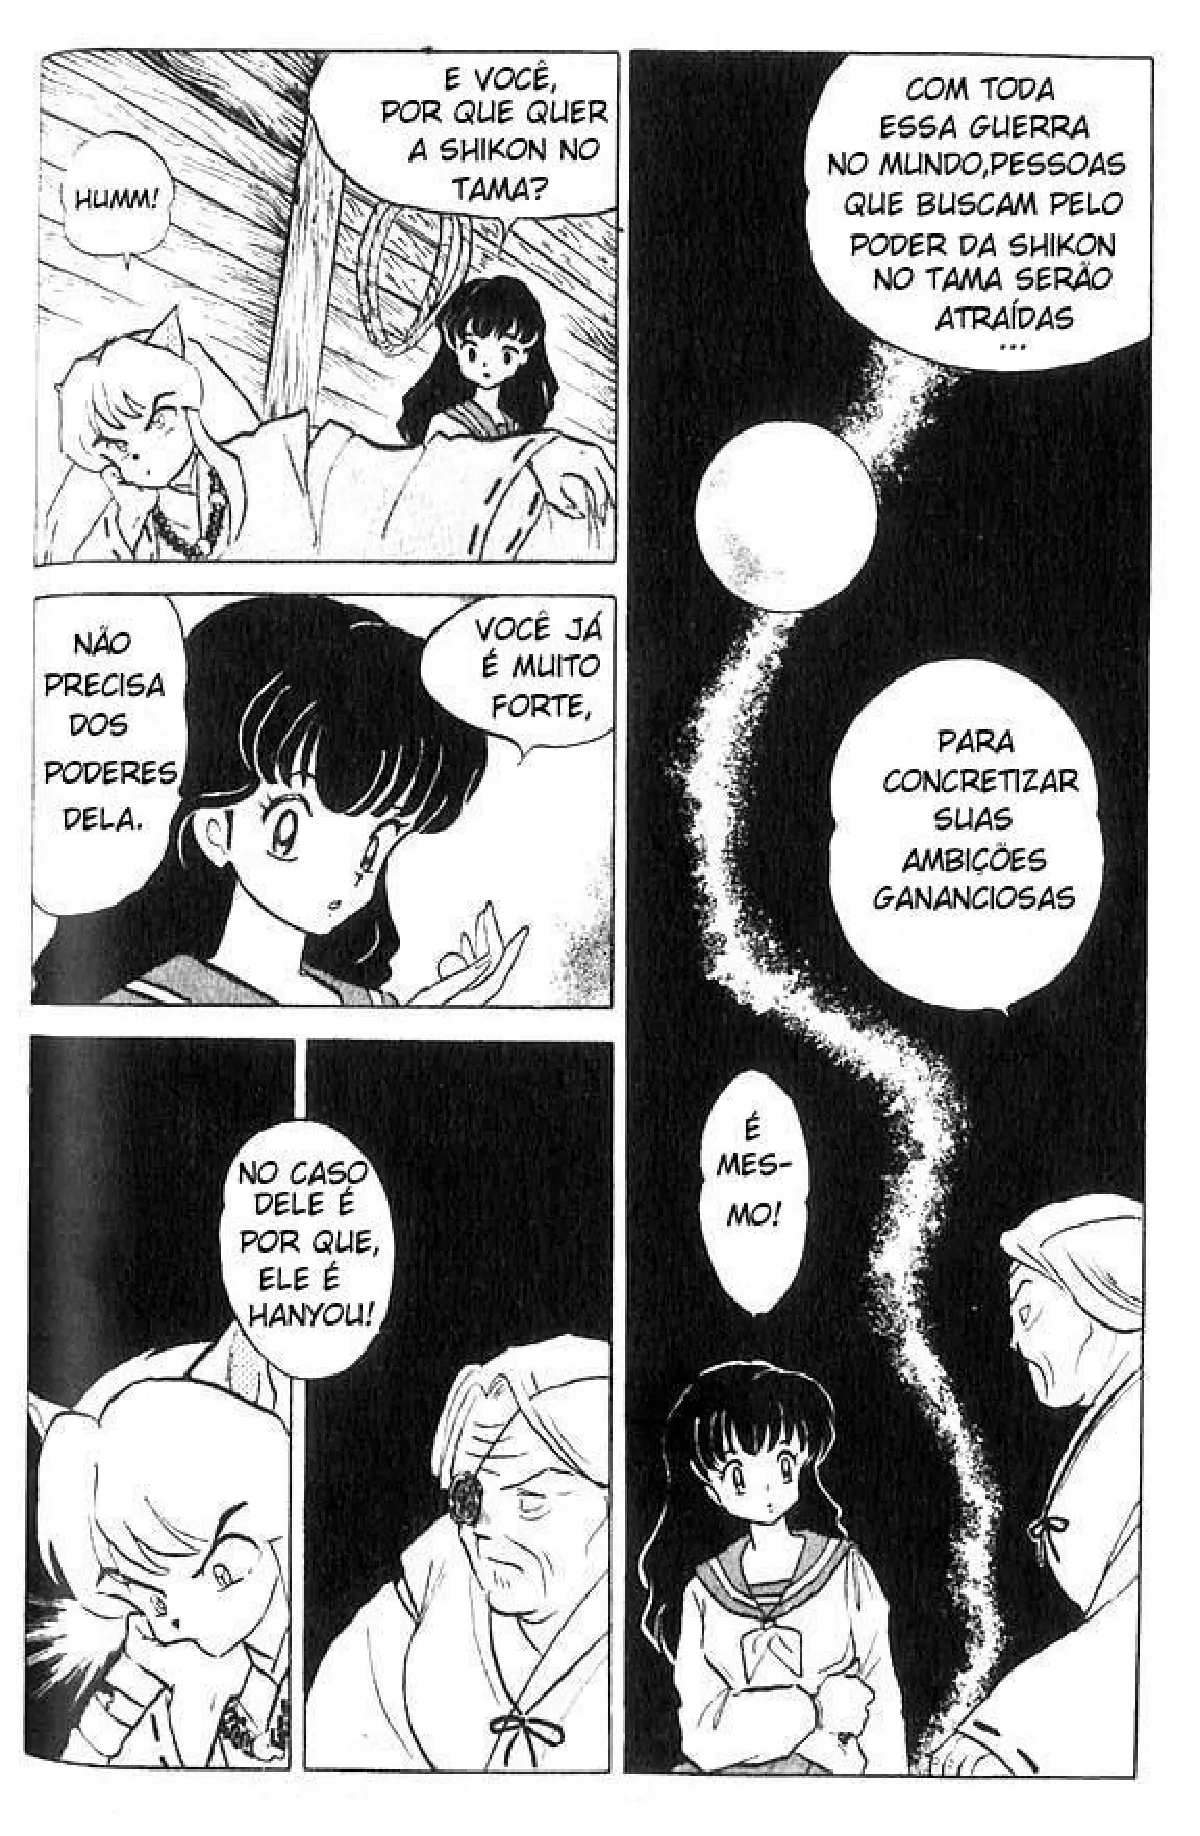 COM TODA
ESSA GUERRA
NO MUNDO,PESSOAS
QUE BUSCAM PELO
PODER DA SHIKON
NO TAMA SERÃO
ATRAÍDAS
...
PARA
CONCRETIZAR
SUAS
AMBIÇÕES
GANANCIOSAS
É
MES-
MO!
E VOCÊ,
POR QUE QUER
A SHIKON NO
TAMA?
HUMM!
VOCÊ JÁ
É MUITO
FORTE,
NÃO
PRECISA
DOS
PODERES
DELA.
NO CASO
DELE É
POR QUE,
ELE É
HANYOU!